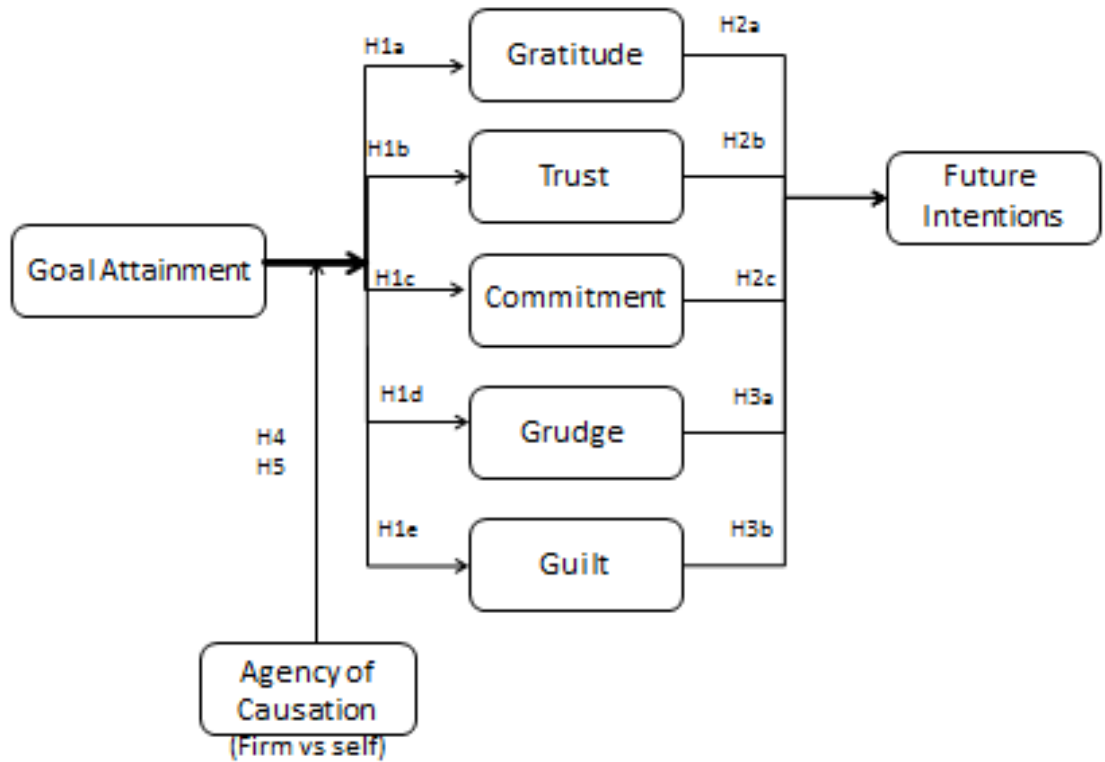 H2a
H1a
Gratitude
H1b
H2b
Trust
Future
Intentions
Goal Attainment
H1c
H2c
Commitment
H1d
H3a
Grudge
H4
H5
H1e
H3b
Guilt
Agency of
Causation
(Firm vs self)